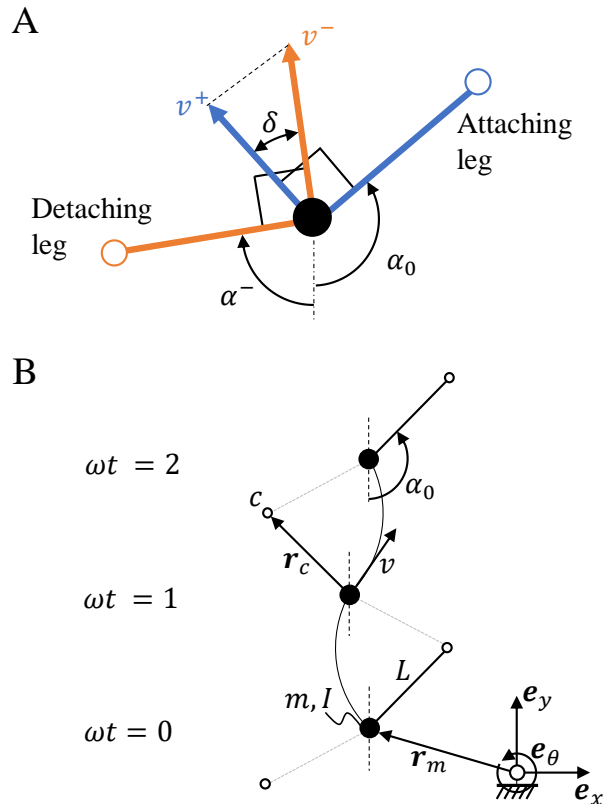 A
v⁻
v⁺
δ
Attaching
leg
Detaching
leg
α⁻
α₀
B
ωt = 2
c
α₀
r_c
v
ωt = 1
L
m, I
e_y
ωt = 0
r_m
e_θ
e_x